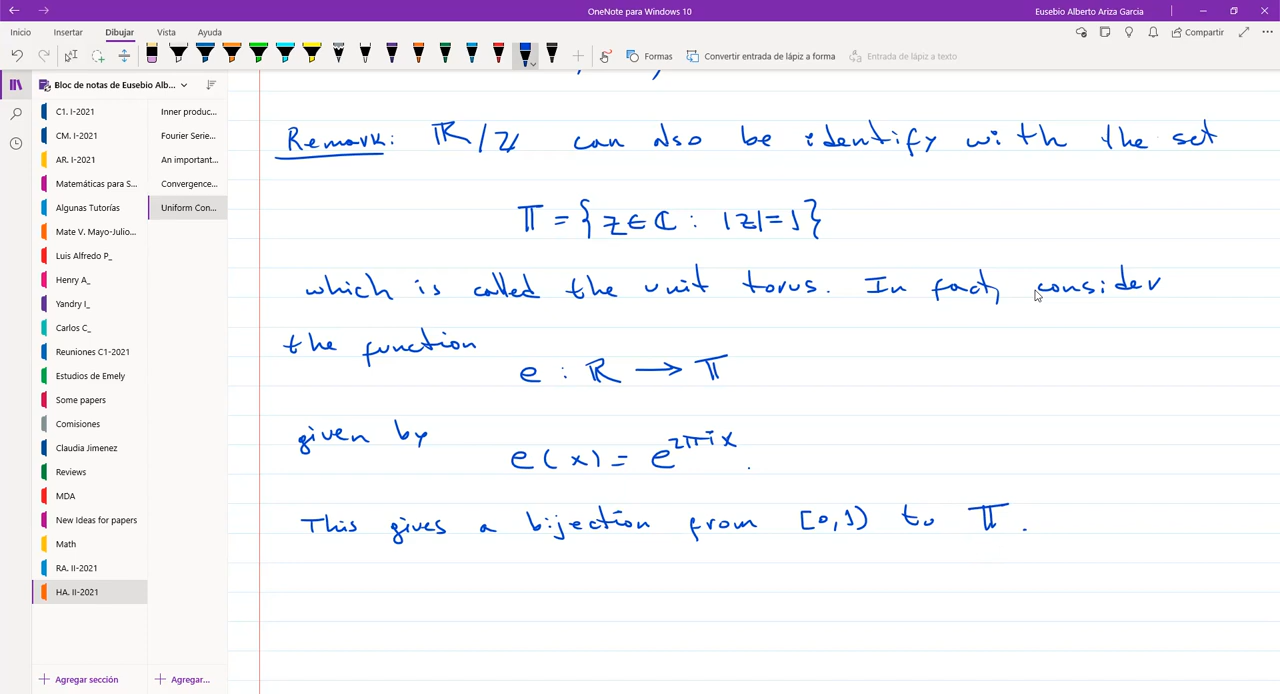 OneNote para Windows 10
Eusebio Alberto Ariza Garcia
Inicio Insertar Dibujar Vista Ayuda
Compartir
Formas Convertir entrada de lápiz a forma Entrada de lápiz a texto
Bloc de notas de Eusebio Alb...
C1. I-2021
CM. I-2021
AR. I-2021
Matemáticas para S...
Algunas Tutorías
Mate V. Mayo-Julio...
Luis Alfredo P_
Henry A_
Yandry I_
Carlos C_
Reuniones C1-2021
Estudios de Emely
Some papers
Comisiones
Claudia Jimenez
Reviews
MDA
New Ideas for papers
Math
RA. II-2021
HA. II-2021
Agregar sección
Inner produc...
Fourier Serie...
An important...
Convergence...
Uniform Con...
Agregar...
Remark: ℝ/ℤ can also be identify with the set
𝕋 = { z ∈ ℂ : |z| = 1 }
which is called the unit torus. In fact, consider
the function
e : ℝ → 𝕋
given by
e(x) = e^{2πix}.
This gives a bijection from [0,1) to 𝕋.